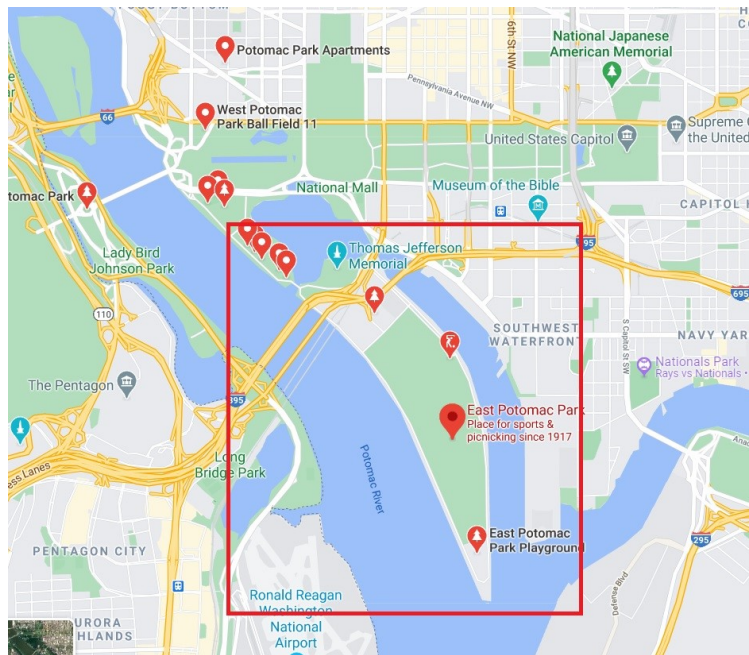 Potomac Park Apartments
6th St NW
National Japanese
American Memorial
Pennsylvania Avenue NW
66
West Potomac
Park Ball Field 11
United States Capitol
Supreme
the United
National Mall
Museum of the Bible
tomac Park
CAPITOL H
Lady Bird
Johnson Park
Thomas Jefferson
Memorial
395
695
110
SOUTHWEST
WATERFRONT
S Capitol St SW
NAVY YAR
Nationals Park
Rays vs Nationals •
The Pentagon
395
East Potomac Park
Place for sports &
picnicking since 1917
Long
Bridge Park
ess Lanes
Potomac River
Anac
East Potomac
Park Playground
295
PENTAGON CITY
Defense Blvd
Ronald Reagan
Washington
National
Airport
URORA
HLANDS